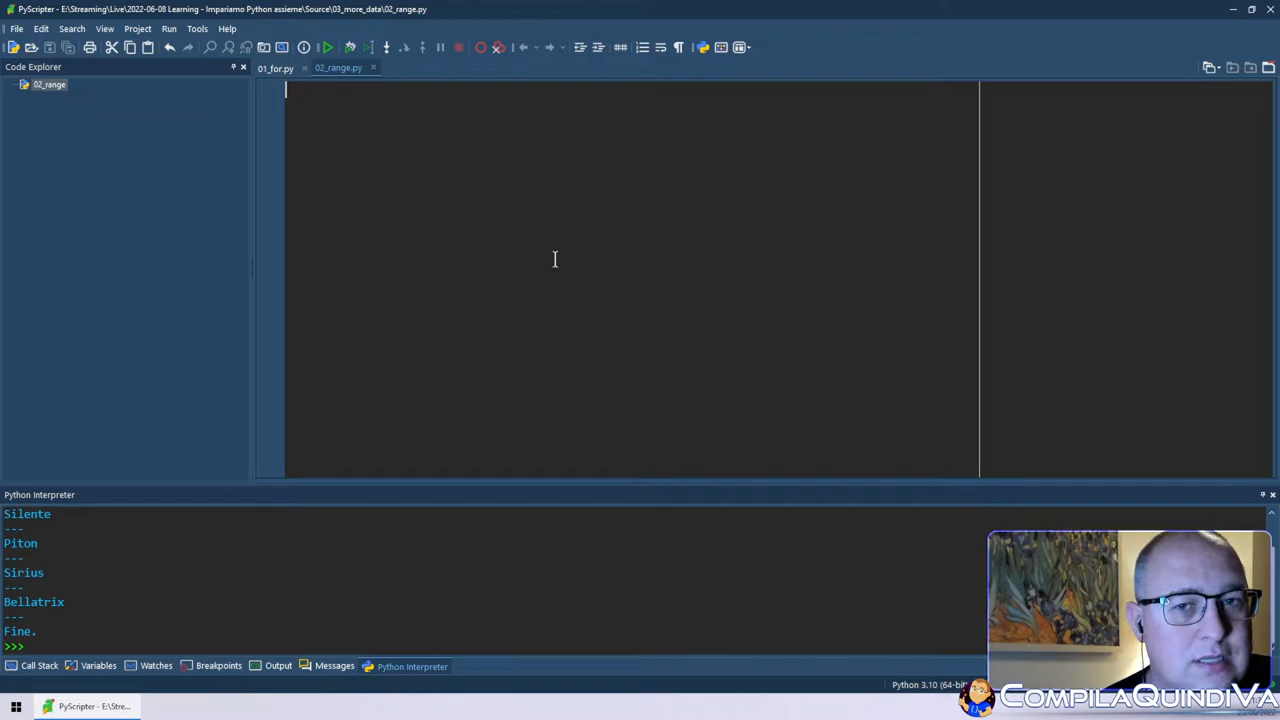 PyScripter - E:\Streaming\Live\2022-06-08 Learning - Impariamo Python assieme\Source\03_more_data\02_range.py
File Edit Search View Project Run Tools Help
Code Explorer
01_for.py 02_range.py
02_range
Python Interpreter
Silente
---
Piton
---
Sirius
---
Bellatrix
---
Fine.
>>>
Call Stack Variables Watches Breakpoints Output Messages Python Interpreter
Python 3.10 (64-bit)
PyScripter - E:\Stre...
CompilaQuindiVa